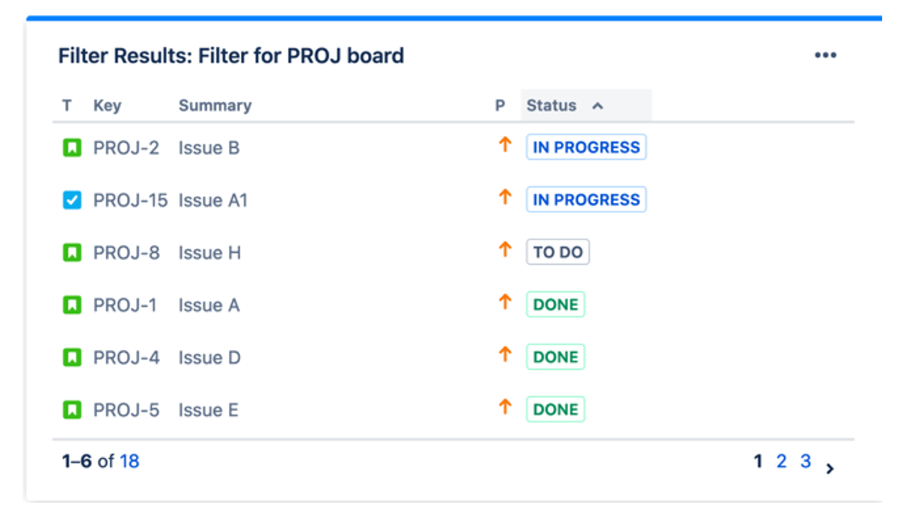 Filter Results: Filter for PROJ board
T Key Summary P Status
PROJ-2 Issue B IN PROGRESS
PROJ-15 Issue A1 IN PROGRESS
PROJ-8 Issue H TO DO
PROJ-1 Issue A DONE
PROJ-4 Issue D DONE
PROJ-5 Issue E DONE
1–6 of 18 1 2 3